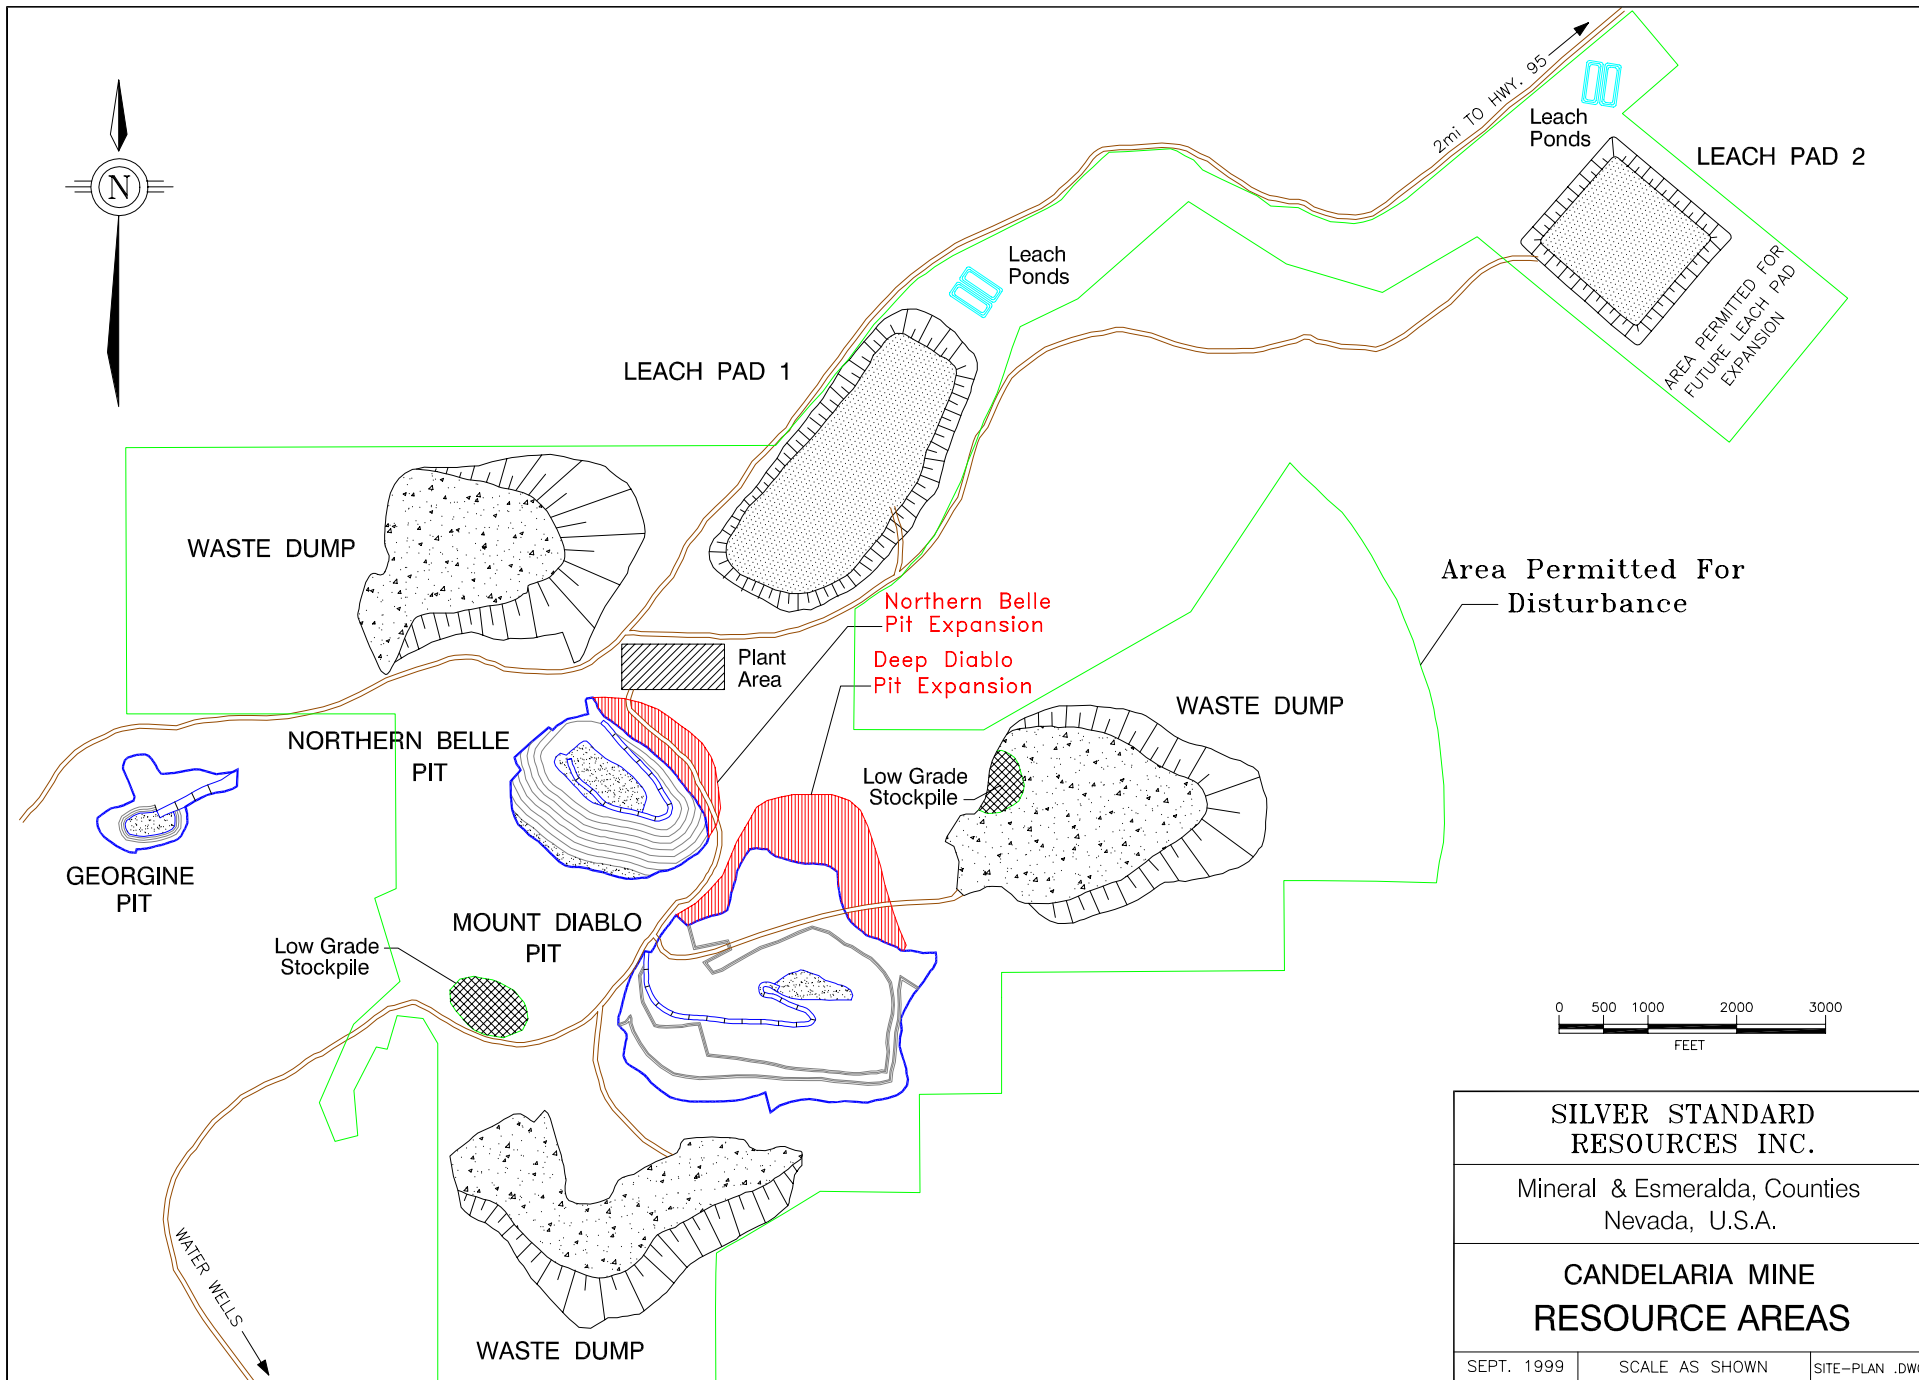 N
2mi TO HWY. 95
Leach
Ponds
LEACH PAD 2
AREA PERMITTED FOR
FUTURE LEACH PAD
EXPANSION
Leach
Ponds
LEACH PAD 1
WASTE DUMP
Area Permitted For
Disturbance
Northern Belle
Pit Expansion
Plant
Area
Deep Diablo
Pit Expansion
WASTE DUMP
NORTHERN BELLE
PIT
Low Grade
Stockpile
GEORGINE
PIT
MOUNT DIABLO
PIT
Low Grade
Stockpile
0 500 1000 2000 3000
FEET
WATER WELLS
WASTE DUMP
SILVER STANDARD
RESOURCES INC.
Mineral & Esmeralda, Counties
Nevada, U.S.A.
CANDELARIA MINE
RESOURCE AREAS
SEPT. 1999 SCALE AS SHOWN SITE-PLAN .DWG